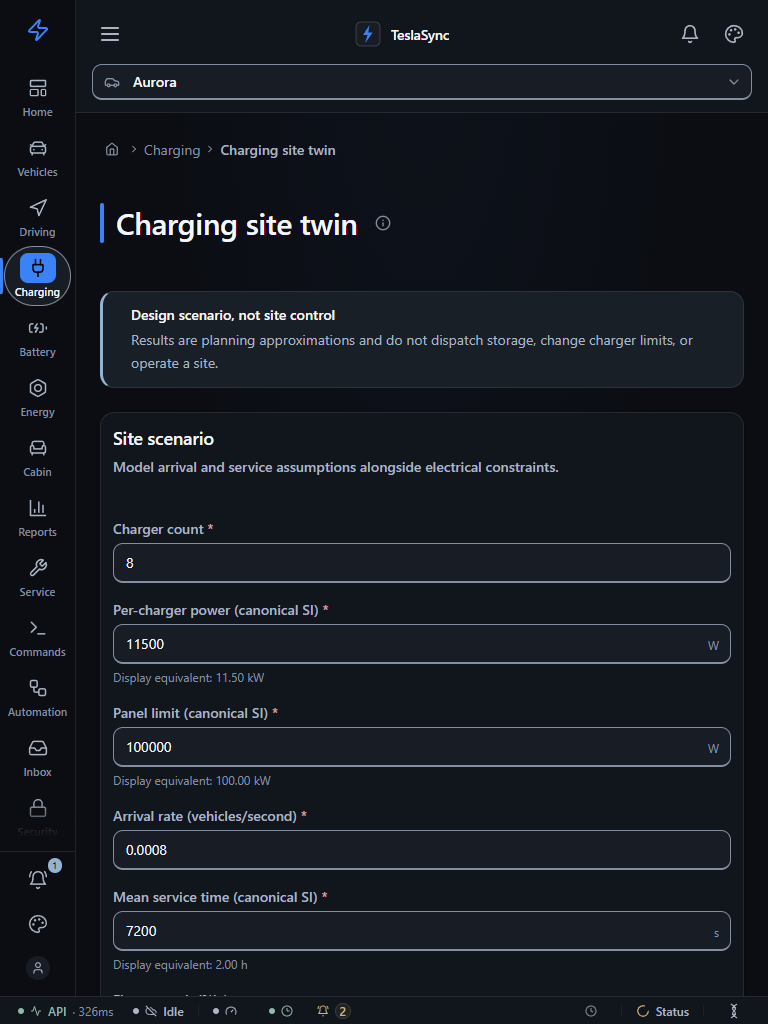 TeslaSync
Aurora
Home
Vehicles
Driving
Charging
Battery
Energy
Cabin
Reports
Service
Commands
Automation
Inbox
Security
1
Charging
Charging site twin
Charging site twin
Design scenario, not site control
Results are planning approximations and do not dispatch storage, change charger limits, or
operate a site.
Site scenario
Model arrival and service assumptions alongside electrical constraints.
Charger count *
8
Per-charger power (canonical SI) *
11500 W
Display equivalent: 11.50 kW
Panel limit (canonical SI) *
100000 W
Display equivalent: 100.00 kW
Arrival rate (vehicles/second) *
0.0008
Mean service time (canonical SI) *
7200 s
Display equivalent: 2.00 h
API · 326ms Idle 2 Status